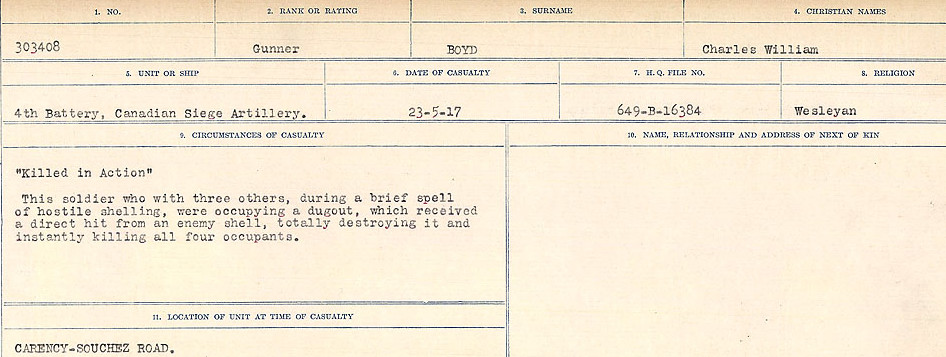 1. NO. 2. RANK OR RATING 3. SURNAME 4. CHRISTIAN NAMES
303408 Gunner BOYD Charles William
5. UNIT OR SHIP 6. DATE OF CASUALTY 7. H.Q. FILE NO. 8. RELIGION
4th Battery, Canadian Siege Artillery. 23-5-17 649-B-16384 Wesleyan
9. CIRCUMSTANCES OF CASUALTY 10. NAME, RELATIONSHIP AND ADDRESS OF NEXT OF KIN
"Killed in Action"
This soldier who with three others, during a brief spell
of hostile shelling, were occupying a dugout, which received
a direct hit from an enemy shell, totally destroying it and
instantly killing all four occupants.
11. LOCATION OF UNIT AT TIME OF CASUALTY
CARENCY-SOUCHEZ ROAD.